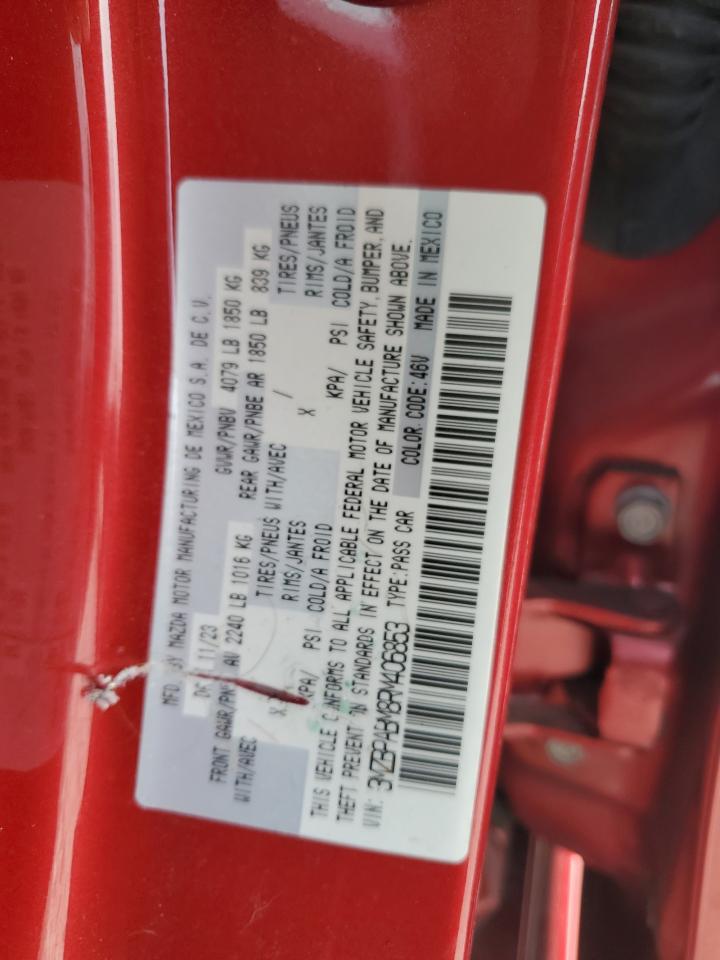 MFD BY MAZDA MOTOR MANUFACTURING DE MEXICO S.A. DE C.V.
11/23 GVWR/PNBV 4079 LB 1850 KG
FRONT GAWR/PNBE AV 2240 LB 1016 KG REAR GAWR/PNBE AR 1850 LB 839 KG
WITH/AVEC / TIRES/PNEUS WITH/AVEC / TIRES/PNEUS
X RIMS/JANTES X RIMS/JANTES
KPA/ PSI COLD/A FROID KPA/ PSI COLD/A FROID
THIS VEHICLE CONFORMS TO ALL APPLICABLE FEDERAL MOTOR VEHICLE SAFETY, BUMPER, AND
THEFT PREVENTION STANDARDS IN EFFECT ON THE DATE OF MANUFACTURE SHOWN ABOVE.
VIN: 3MZBPABM8RM406853 TYPE:PASS CAR COLOR CODE:46V MADE IN MEXICO